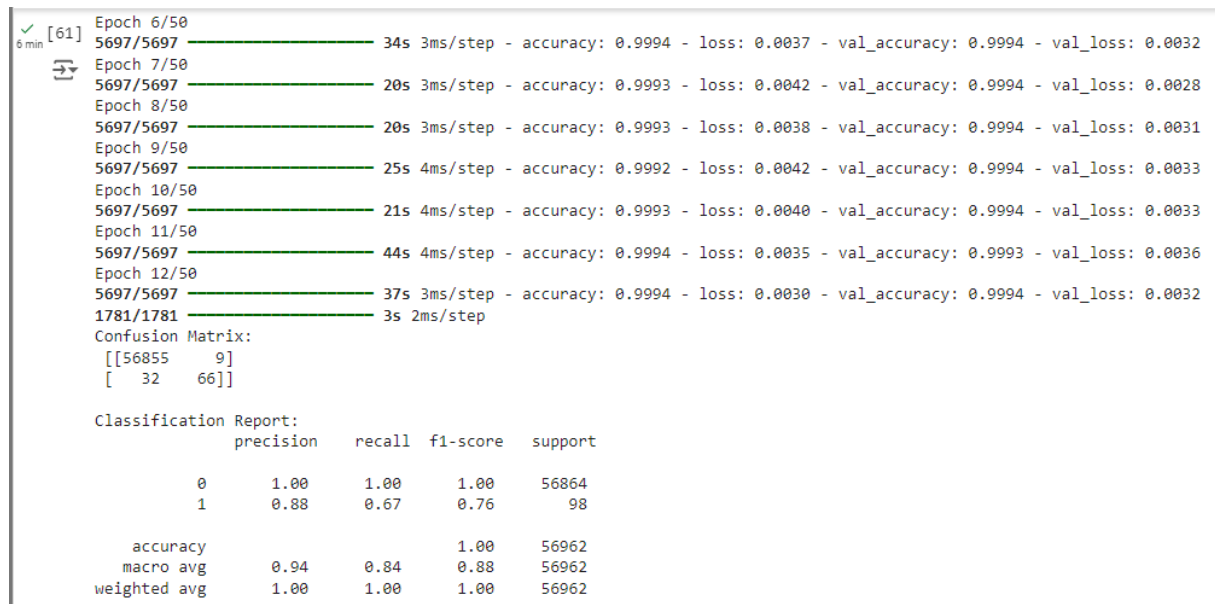 [61] Epoch 6/50
6 min 5697/5697 ━━━━━━━━━━━━━━━━━━━━ 34s 3ms/step - accuracy: 0.9994 - loss: 0.0037 - val_accuracy: 0.9994 - val_loss: 0.0032
Epoch 7/50
5697/5697 ━━━━━━━━━━━━━━━━━━━━ 20s 3ms/step - accuracy: 0.9993 - loss: 0.0042 - val_accuracy: 0.9994 - val_loss: 0.0028
Epoch 8/50
5697/5697 ━━━━━━━━━━━━━━━━━━━━ 20s 3ms/step - accuracy: 0.9993 - loss: 0.0038 - val_accuracy: 0.9994 - val_loss: 0.0031
Epoch 9/50
5697/5697 ━━━━━━━━━━━━━━━━━━━━ 25s 4ms/step - accuracy: 0.9992 - loss: 0.0042 - val_accuracy: 0.9994 - val_loss: 0.0033
Epoch 10/50
5697/5697 ━━━━━━━━━━━━━━━━━━━━ 21s 4ms/step - accuracy: 0.9993 - loss: 0.0040 - val_accuracy: 0.9994 - val_loss: 0.0033
Epoch 11/50
5697/5697 ━━━━━━━━━━━━━━━━━━━━ 44s 4ms/step - accuracy: 0.9994 - loss: 0.0035 - val_accuracy: 0.9993 - val_loss: 0.0036
Epoch 12/50
5697/5697 ━━━━━━━━━━━━━━━━━━━━ 37s 3ms/step - accuracy: 0.9994 - loss: 0.0030 - val_accuracy: 0.9994 - val_loss: 0.0032
1781/1781 ━━━━━━━━━━━━━━━━━━━━ 3s 2ms/step
Confusion Matrix:
[[56855 9]
[ 32 66]]
Classification Report:
precision recall f1-score support
0 1.00 1.00 1.00 56864
1 0.88 0.67 0.76 98
accuracy 1.00 56962
macro avg 0.94 0.84 0.88 56962
weighted avg 1.00 1.00 1.00 56962